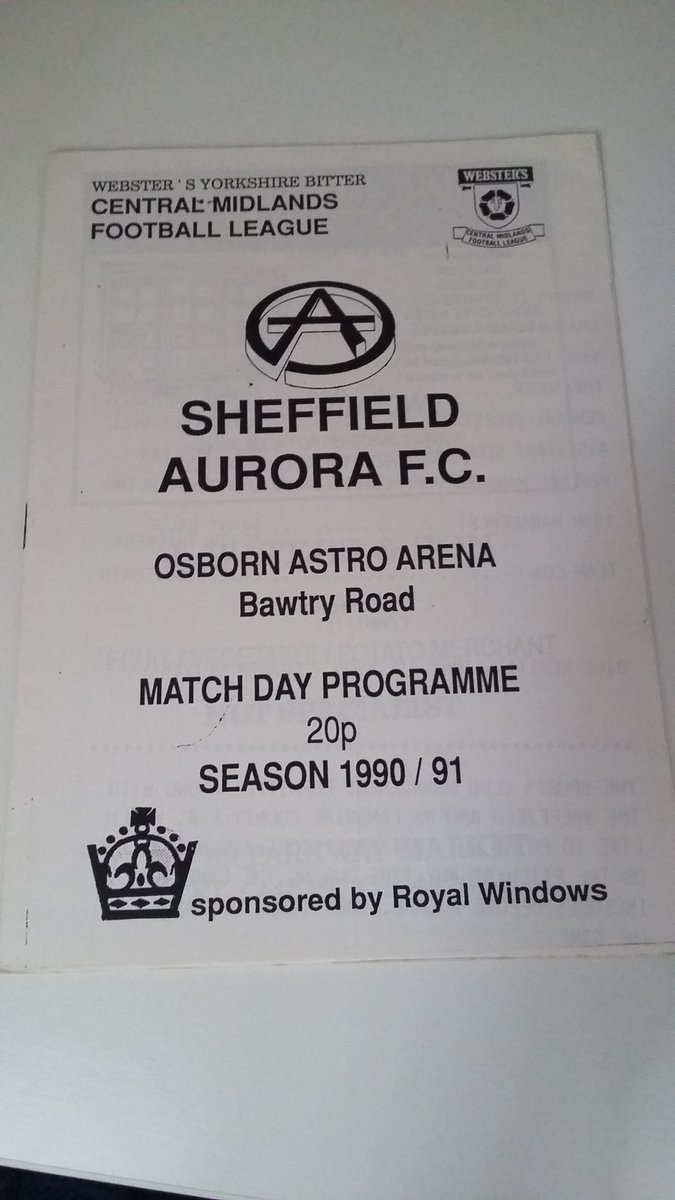 WEBSTER'S YORKSHIRE BITTER
CENTRAL MIDLANDS
FOOTBALL LEAGUE
WEBSTER'S
CENTRAL MIDLANDS
FOOTBALL LEAGUE
SHEFFIELD
AURORA F.C.
OSBORN ASTRO ARENA
Bawtry Road
MATCH DAY PROGRAMME
20p
SEASON 1990 / 91
sponsored by Royal Windows